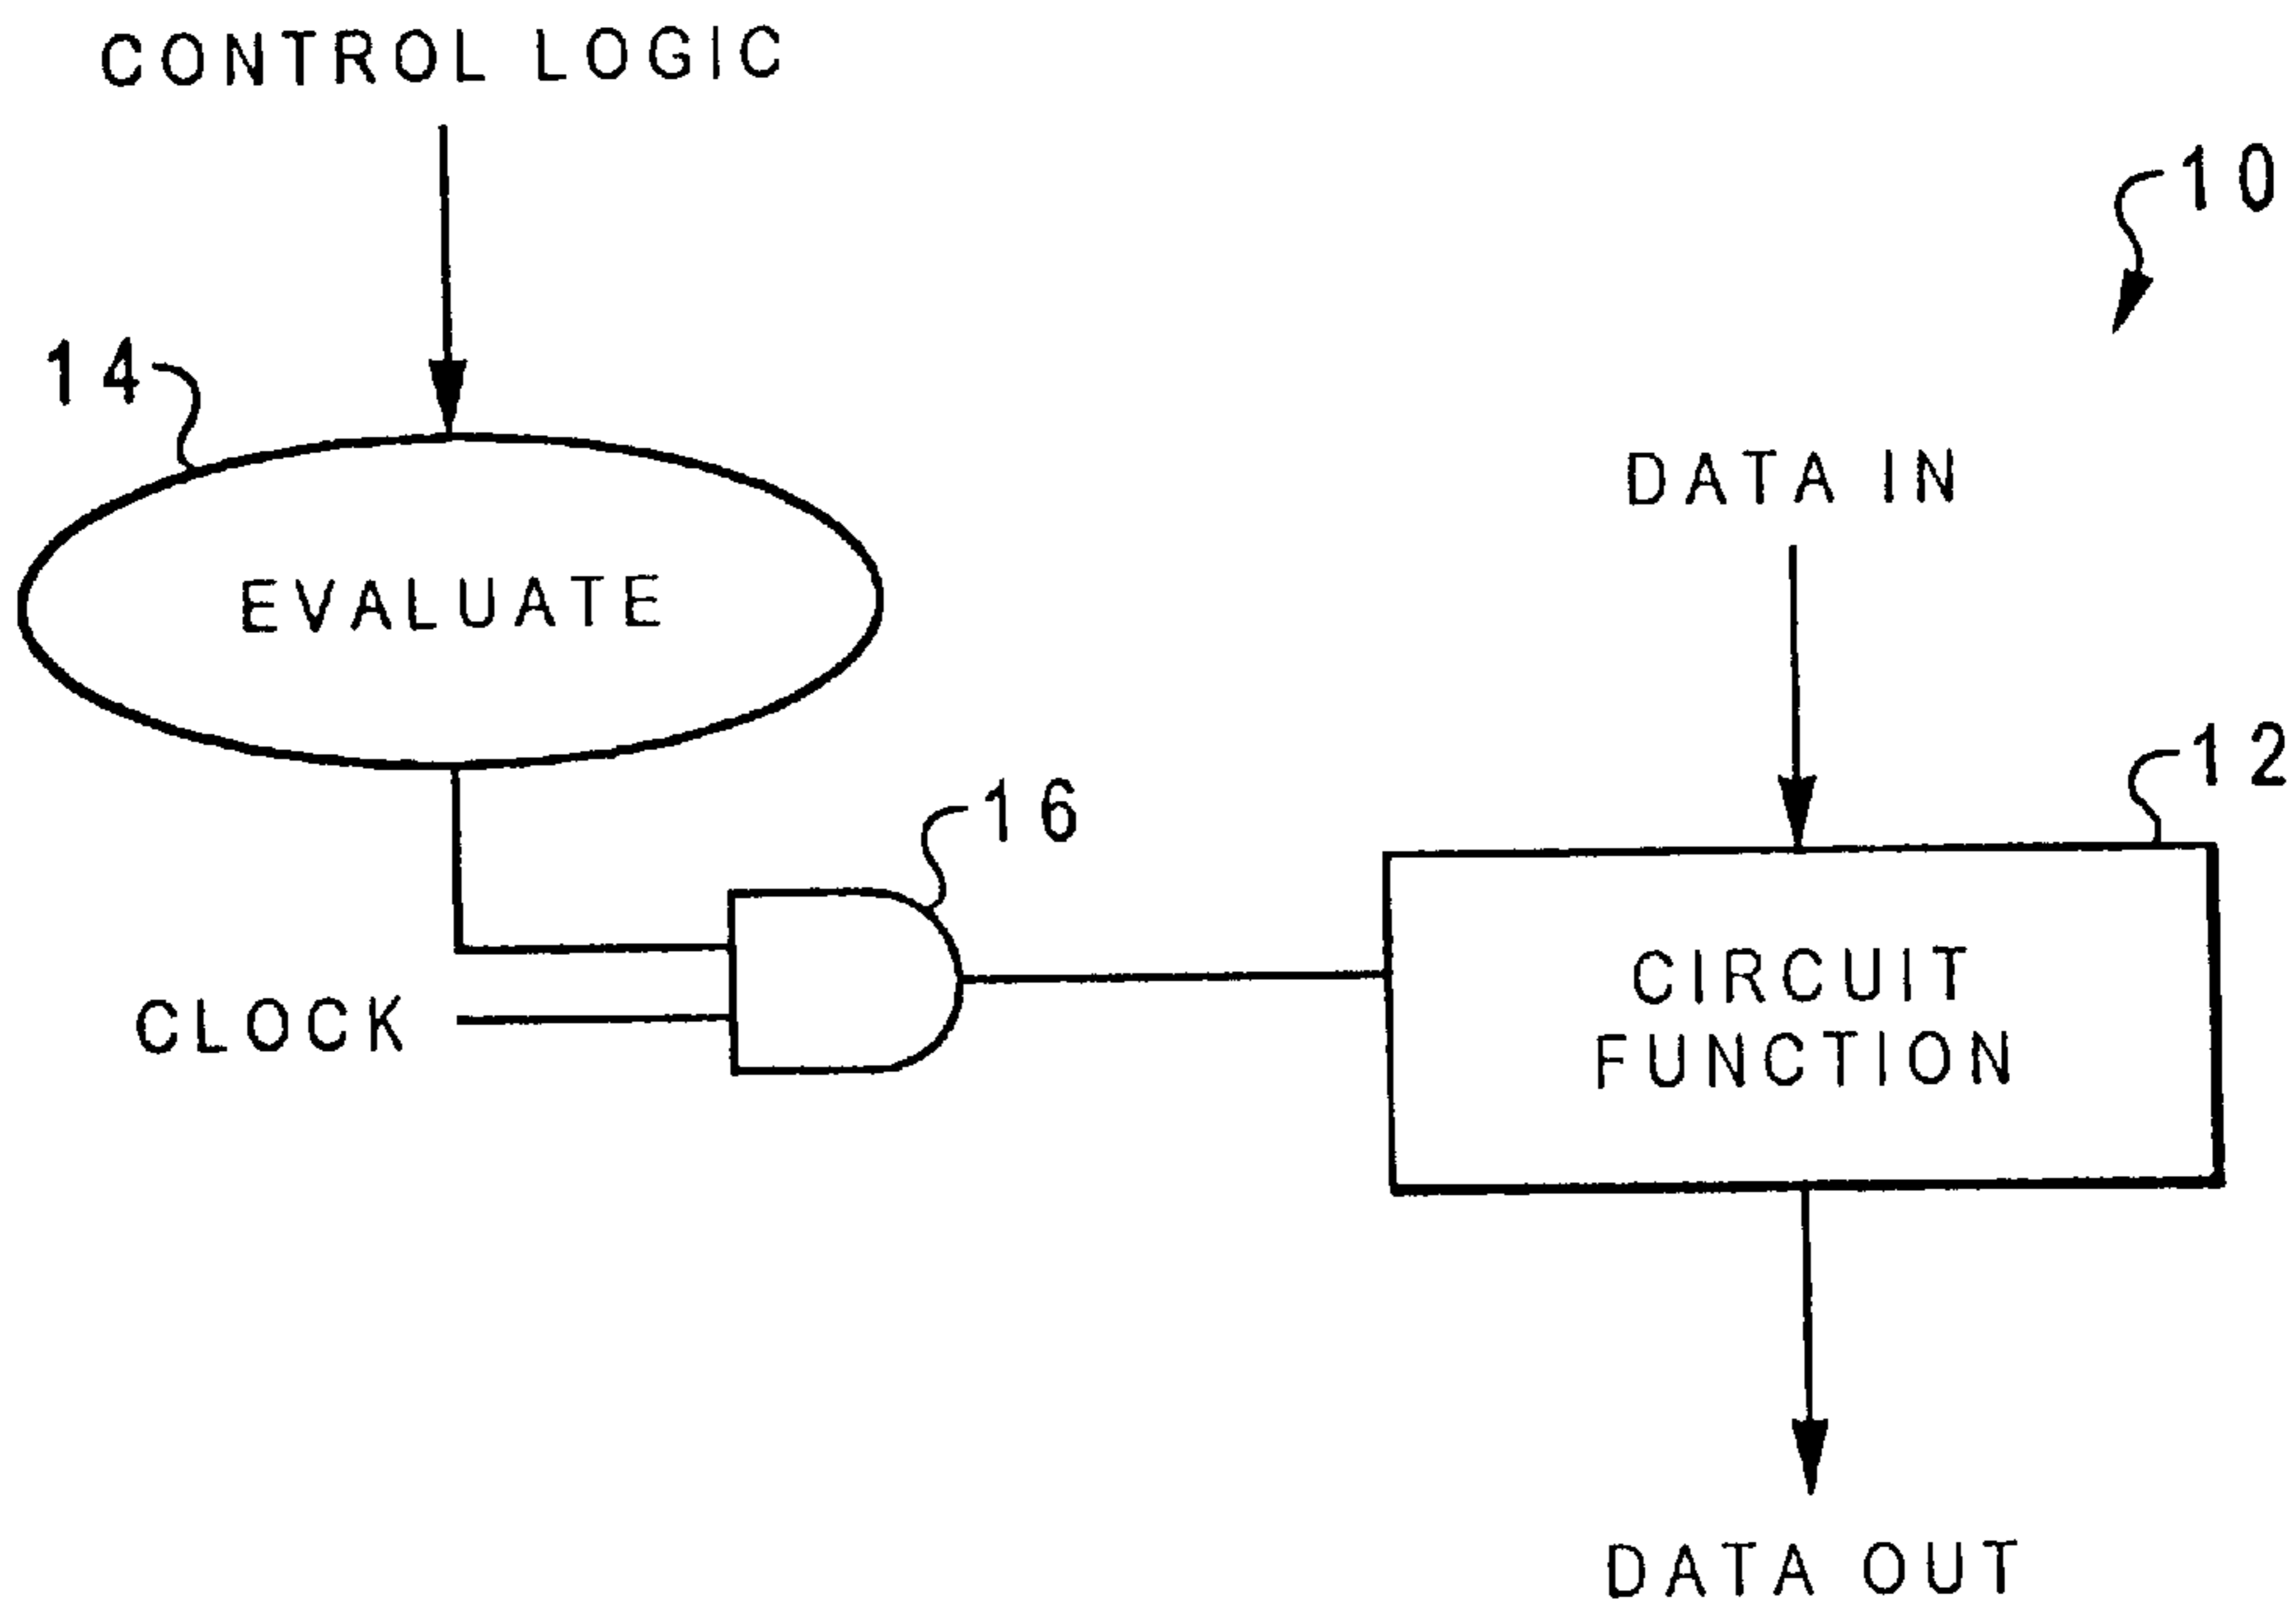 CONTROL LOGIC
10
14
DATA IN
EVALUATE
12
16
CIRCUIT
FUNCTION
CLOCK
DATA OUT